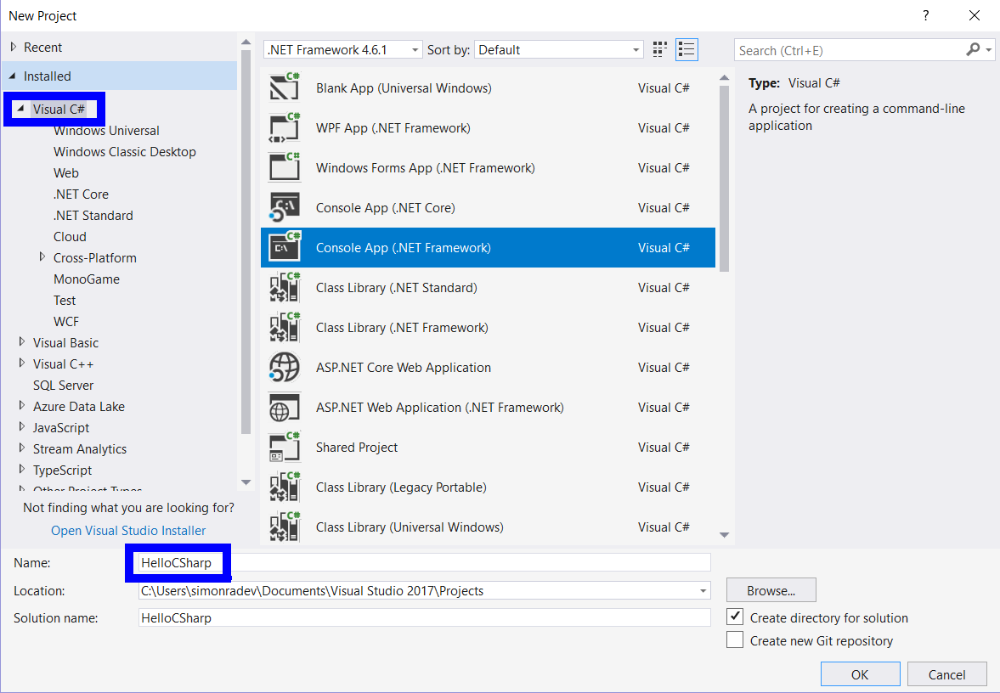 New Project
?
Recent
Installed
Visual C#
Windows Universal
Windows Classic Desktop
Web
.NET Core
.NET Standard
Cloud
Cross-Platform
MonoGame
Test
WCF
Visual Basic
Visual C++
SQL Server
Azure Data Lake
JavaScript
Stream Analytics
TypeScript
Other Project Types
Not finding what you are looking for?
Open Visual Studio Installer
.NET Framework 4.6.1 Sort by: Default
Blank App (Universal Windows) Visual C#
WPF App (.NET Framework) Visual C#
Windows Forms App (.NET Framework) Visual C#
Console App (.NET Core) Visual C#
Console App (.NET Framework) Visual C#
Class Library (.NET Standard) Visual C#
Class Library (.NET Framework) Visual C#
ASP.NET Core Web Application Visual C#
ASP.NET Web Application (.NET Framework) Visual C#
Shared Project Visual C#
Class Library (Legacy Portable) Visual C#
Class Library (Universal Windows) Visual C#
Search (Ctrl+E)
Type: Visual C#
A project for creating a command-line
application
Name: HelloCSharp
Location: C:\Users\simonradev\Documents\Visual Studio 2017\Projects
Browse...
Solution name: HelloCSharp
Create directory for solution
Create new Git repository
OK Cancel